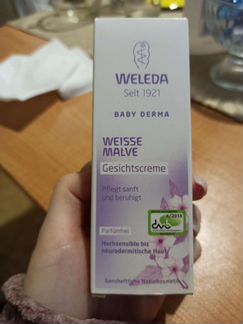 WELEDA
Seit 1921
BABY DERMA
WEISSE
MALVE
Gesichtscreme
Pflegt sanft
und beruhigt
Parfümfrei
Hochsensible bis
neurodermitische Haut
Ganzheitliche Naturkosmetik